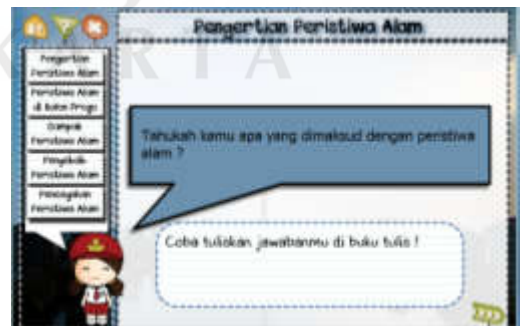 Pengertian Peristiwa Alam
Pengertian
Peristiwa Alam
Peristiwa Alam
di Kulon Progo
Dampak
Peristiwa Alam
Penyebab
Peristiwa Alam
Pencegahan
Peristiwa Alam
Tahukah kamu apa yang dimaksud dengan peristiwa
alam ?
Coba tuliskan jawabanmu di buku tulis !